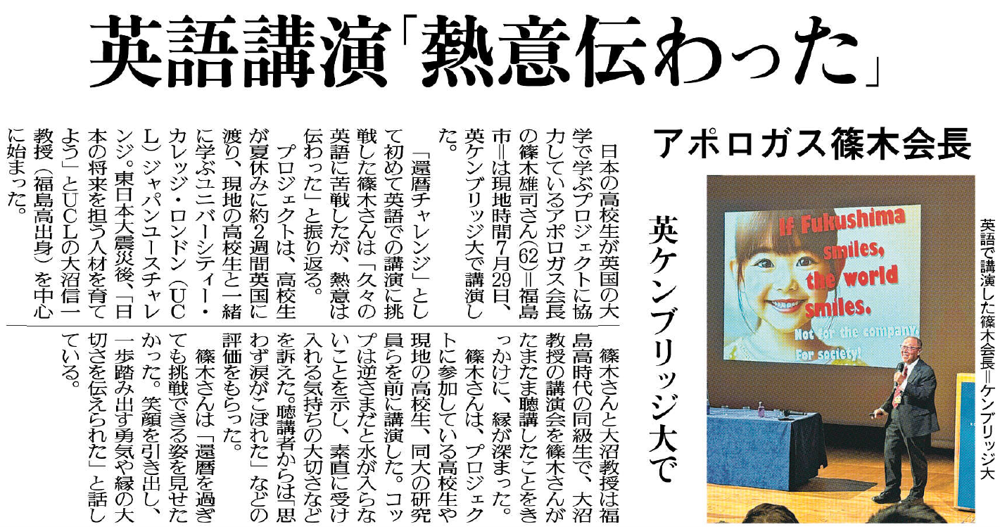 英語講演「熱意伝わった」
アポロガス篠木会長
英ケンブリッジ大で
日本の高校生が英国の大
学で学ぶプロジェクトに協
力しているアポロガス会長
の篠木雄司さん(62)=福島
市=は現地時間7月29日、
英ケンブリッジ大で講演し
た。
「還暦チャレンジ」とし
て初めて英語での講演に挑
戦した篠木さんは「久々の
英語に苦戦したが、熱意は
伝わった」と振り返る。
プロジェクトは、高校生
が夏休みに約2週間英国に
渡り、現地の高校生と一緒
に学ぶユニバーシティー・
カレッジ・ロンドン(UC
L)ジャパンユースチャレ
ンジ。東日本大震災後、「日
本の将来を担う人材を育て
よう」とUCLの大沼信一
教授(福島高出身)を中心
に始まった。
篠木さんと大沼教授は福
島高時代の同級生で、大沼
教授の講演会を篠木さんが
たまたま聴講したことをき
っかけに、縁が深まった。
篠木さんは、プロジェク
トに参加している高校生や
現地の高校生、同大の研究
員らを前に講演した。コッ
プは逆さまだと水が入らな
いことを示し、素直に受け
入れる気持ちの大切さなど
を訴えた。聴講者からは「思
わず涙がこぼれた」などの
評価をもらった。
篠木さんは「還暦を過ぎ
ても挑戦できる姿を見せた
かった。笑顔を引き出し、
一歩踏み出す勇気や縁の大
切さを伝えられた」と話し
ている。
If Fukushima
smiles,
the world
smiles.
Not for the company.
For society!
英語で講演した篠木会長=ケンブリッジ大